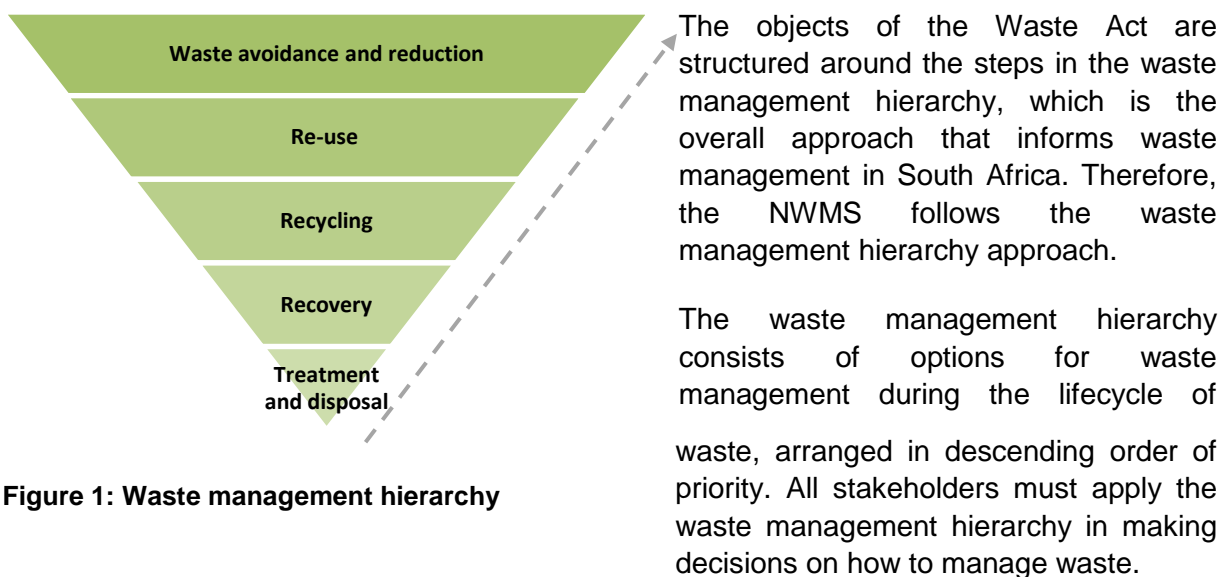 Waste avoidance and reduction
Re-use
Recycling
Recovery
Treatment
and disposal
Figure 1: Waste management hierarchy
The objects of the Waste Act are
structured around the steps in the waste
management hierarchy, which is the
overall approach that informs waste
management in South Africa. Therefore,
the NWMS follows the waste
management hierarchy approach.
The waste management hierarchy
consists of options for waste
management during the lifecycle of
waste, arranged in descending order of
priority. All stakeholders must apply the
waste management hierarchy in making
decisions on how to manage waste.